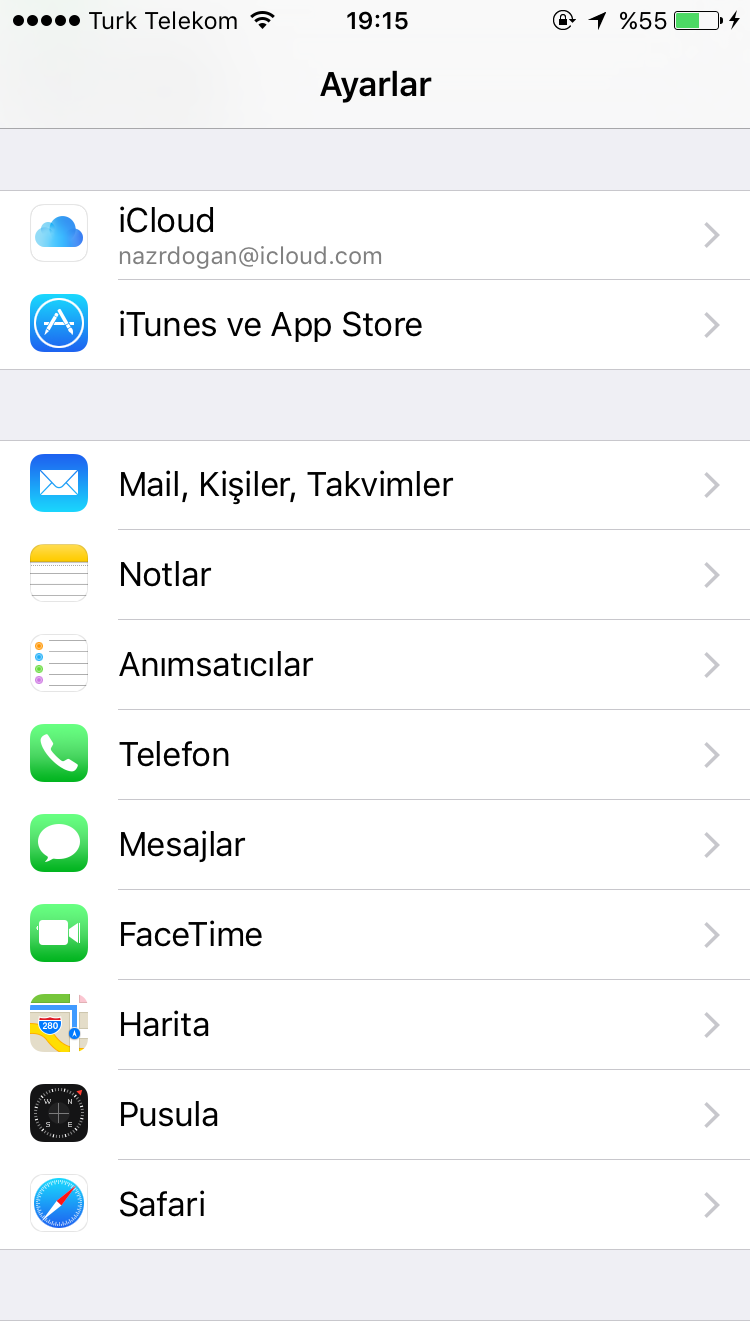 Turk Telekom 19:15 %55
Ayarlar
iCloud
nazrdogan@icloud.com
iTunes ve App Store
Mail, Kişiler, Takvimler
Notlar
Anımsatıcılar
Telefon
Mesajlar
FaceTime
280
Harita
W N
S E
Pusula
Safari